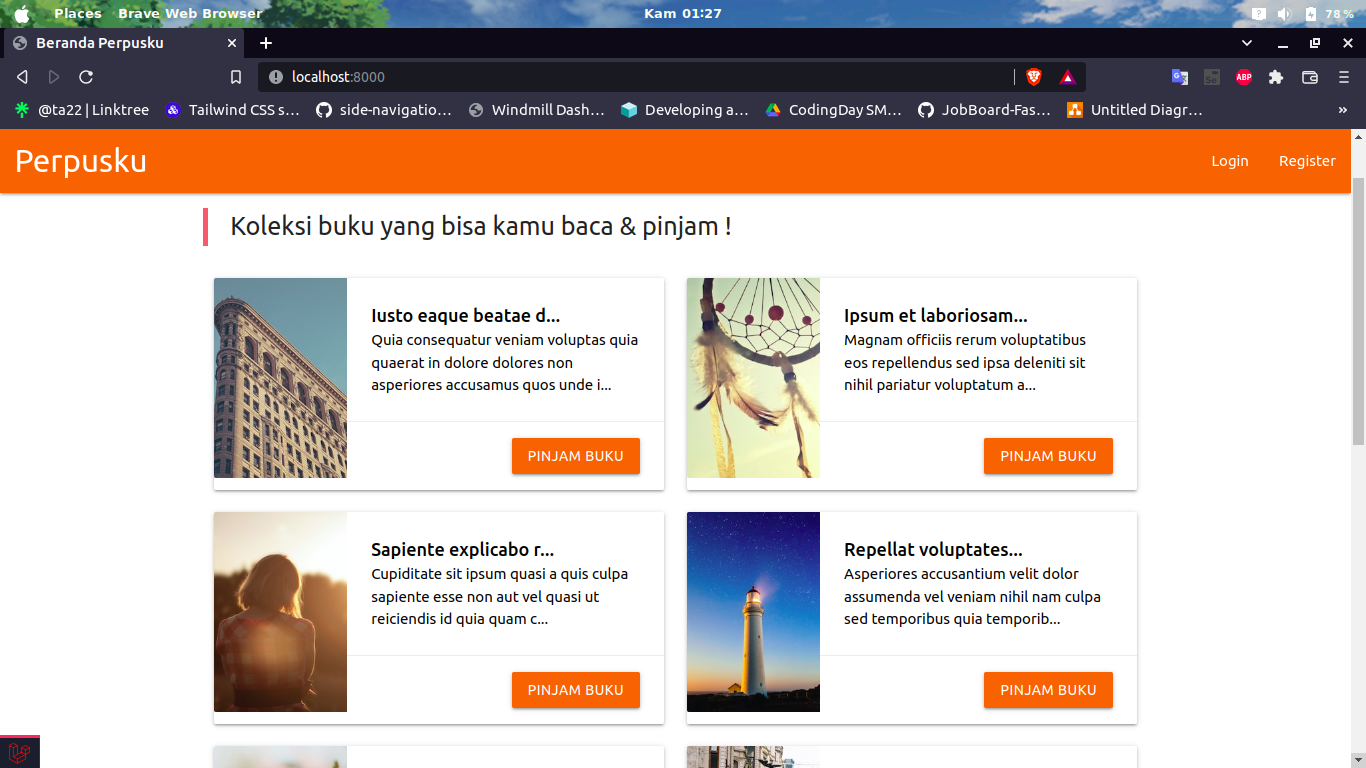 Places Brave Web Browser Kam 01:27 78%
Beranda Perpusku
localhost:8000
@ta22 | Linktree Tailwind CSS s... side-navigatio... Windmill Dash... Developing a... CodingDay SM... JobBoard-Fas... Untitled Diagr... »
Perpusku Login Register
Koleksi buku yang bisa kamu baca & pinjam !
Iusto eaque beatae d...
Quia consequatur veniam voluptas quia
quaerat in dolore dolores non
asperiores accusamus quos unde i...
PINJAM BUKU
Ipsum et laboriosam...
Magnam officiis rerum voluptatibus
eos repellendus sed ipsa deleniti sit
nihil pariatur voluptatum a...
PINJAM BUKU
Sapiente explicabo r...
Cupiditate sit ipsum quasi a quis culpa
sapiente esse non aut vel quasi ut
reiciendis id quia quam c...
PINJAM BUKU
Repellat voluptates...
Asperiores accusantium velit dolor
assumenda vel veniam nihil nam culpa
sed temporibus quia temporib...
PINJAM BUKU